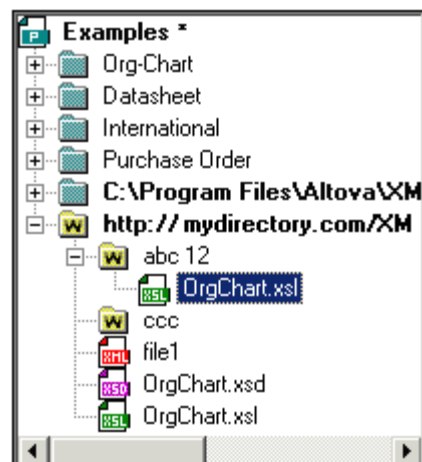 Examples *
Org-Chart
Datasheet
International
Purchase Order
C:\Program Files\Altova\XM
http://mydirectory.com/XM
abc 12
OrgChart.xsl
ccc
file1
OrgChart.xsd
OrgChart.xsl